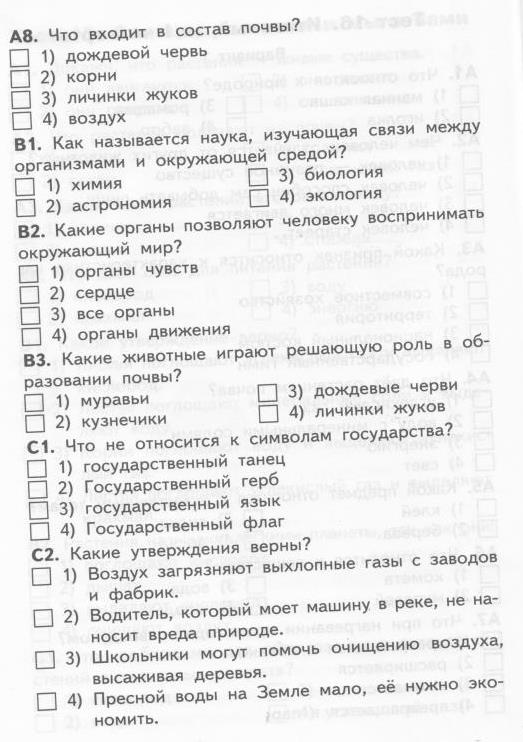 А8. Что входит в состав почвы?
1) дождевой червь
2) корни
3) личинки жуков
4) воздух
В1. Как называется наука, изучающая связи между
организмами и окружающей средой?
1) химия
3) биология
2) астрономия
4) экология
В2. Какие органы позволяют человеку воспринимать
окружающий мир?
1) органы чувств
2) сердце
3) все органы
4) органы движения
В3. Какие животные играют решающую роль в об-
разовании почвы?
1) муравьи
3) дождевые черви
2) кузнечики
4) личинки жуков
С1. Что не относится к символам государства?
1) государственный танец
2) Государственный герб
3) государственный язык
4) Государственный флаг
С2. Какие утверждения верны?
1) Воздух загрязняют выхлопные газы с заводов
и фабрик.
2) Водитель, который моет машину в реке, не на-
носит вреда природе.
3) Школьники могут помочь очищению воздуха,
высаживая деревья.
4) Пресной воды на Земле мало, её нужно эко-
номить.